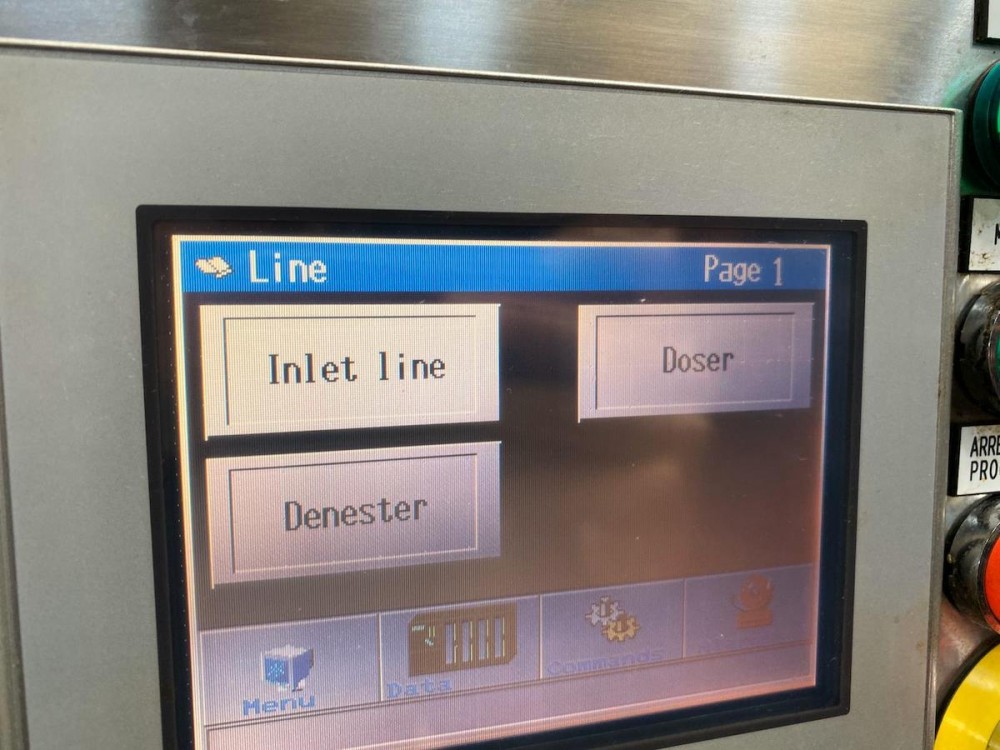 Line
Page 1
Inlet line
Doser
Denester
Menu
Data
Commands
ARRE
PRO